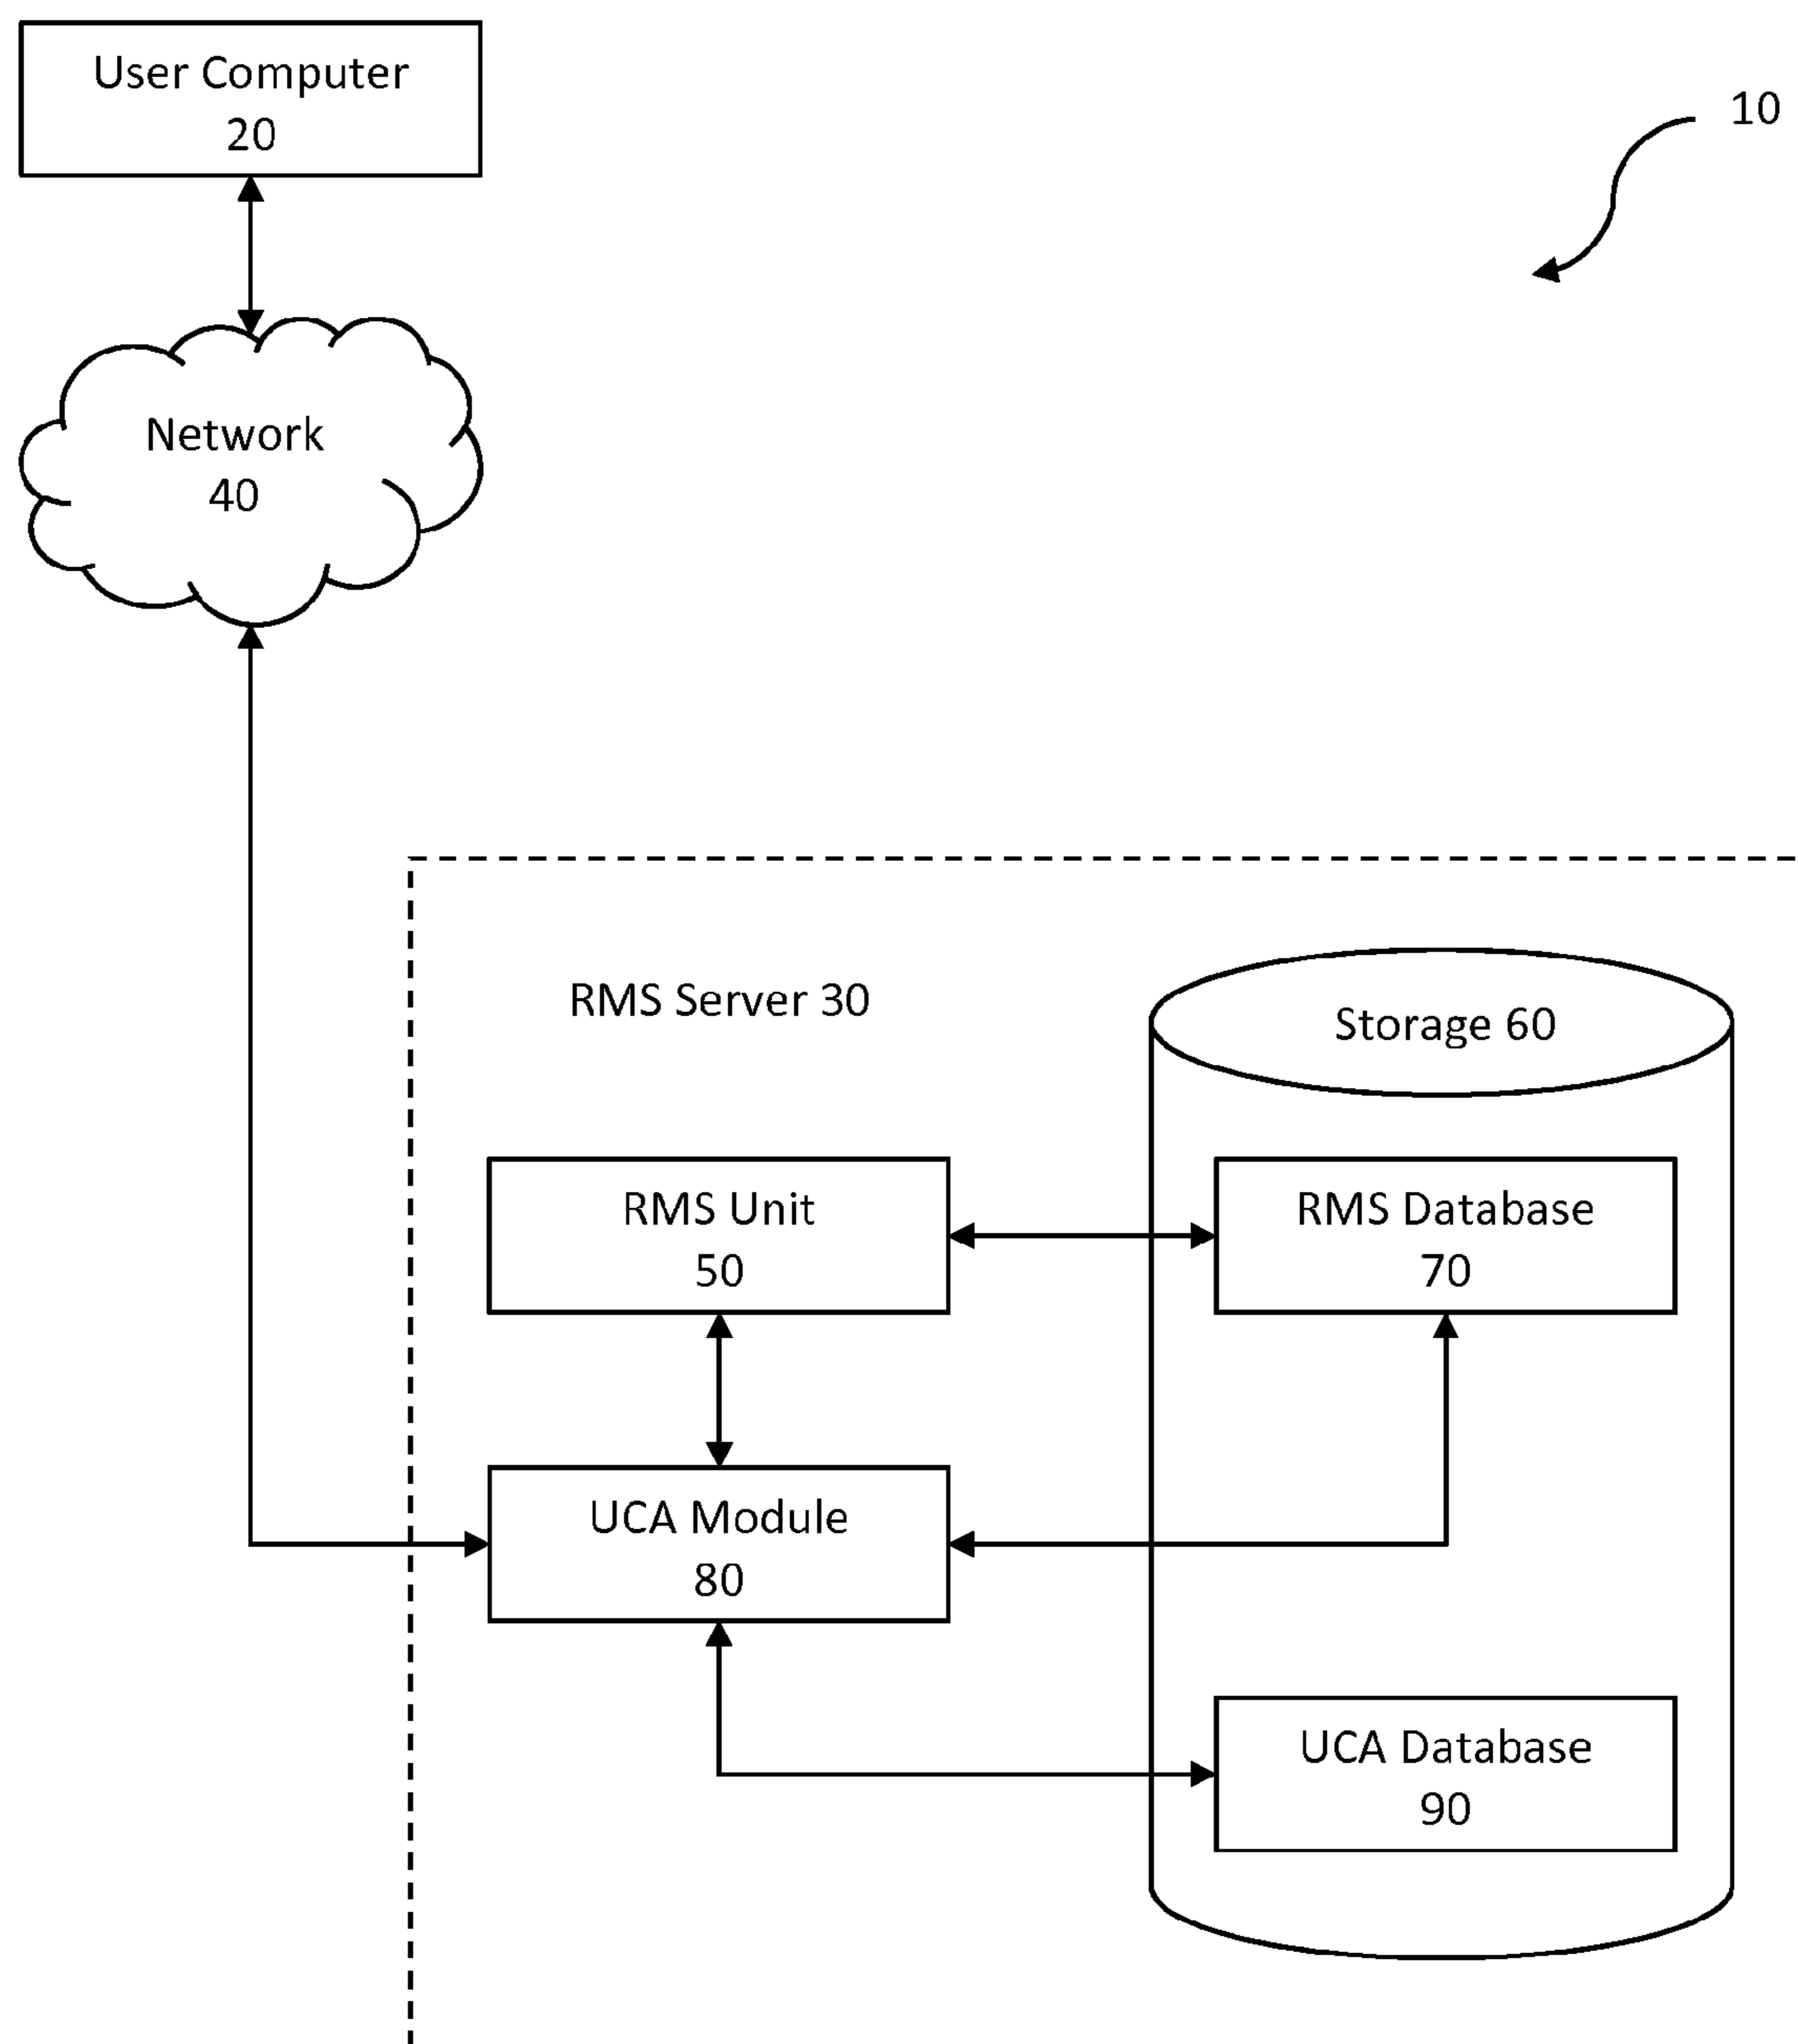 User Computer
20
10
Network
40
RMS Server 30
Storage 60
RMS Unit
50
RMS Database
70
UCA Module
80
UCA Database
90